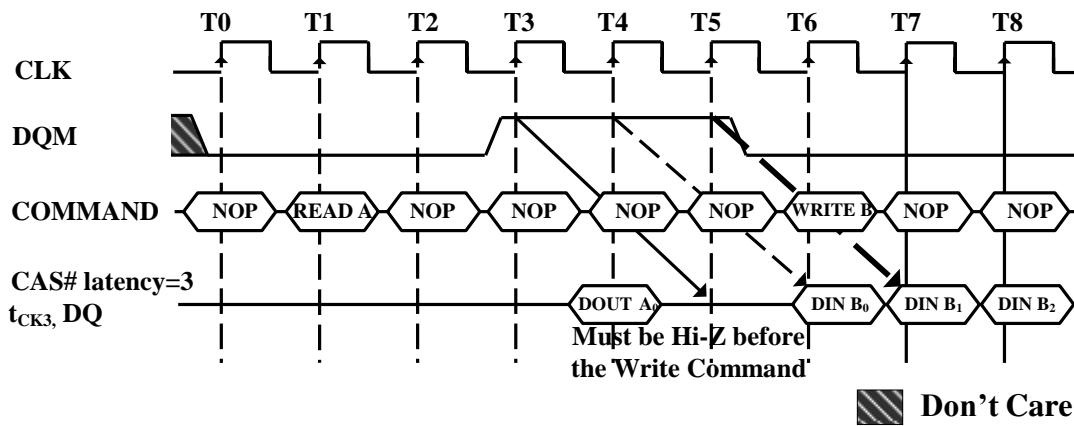 T0 T1 T2 T3 T4 T5 T6 T7 T8
CLK
DQM
COMMAND NOP READ A NOP NOP NOP NOP WRITE B NOP NOP
CAS# latency=3
tCK3, DQ DOUT A0 DIN B0 DIN B1 DIN B2
Must be Hi-Z before
the Write Command
Don't Care